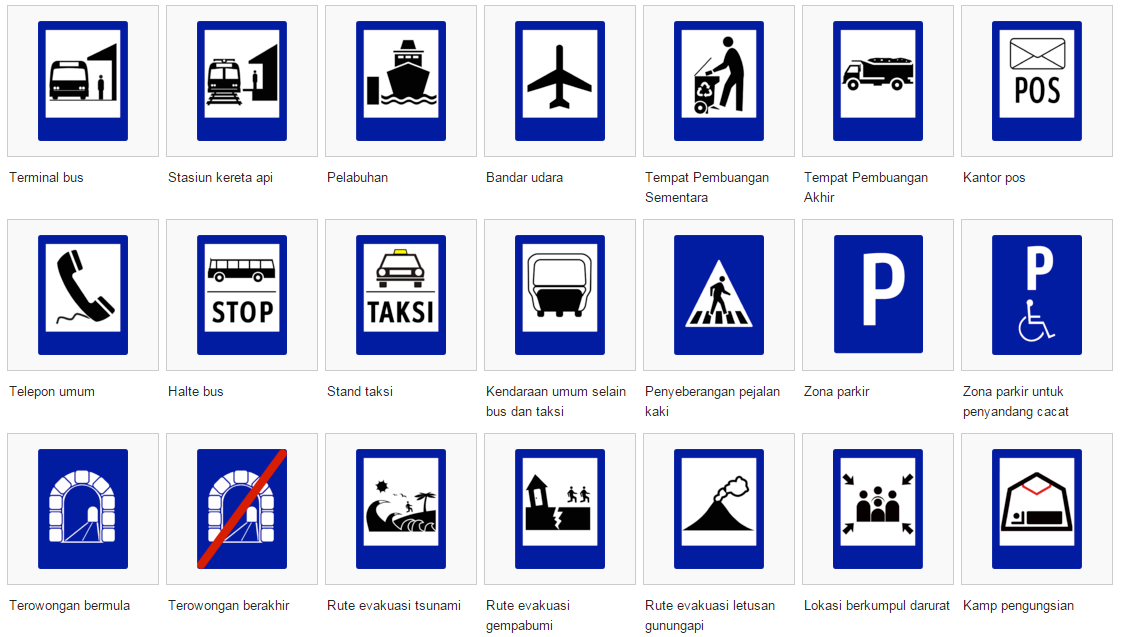 POS
Terminal bus
Stasiun kereta api
Pelabuhan
Bandar udara
Tempat Pembuangan
Sementara
Tempat Pembuangan
Akhir
Kantor pos
STOP
TAKSI
P
P
Telepon umum
Halte bus
Stand taksi
Kendaraan umum selain
bus dan taksi
Penyeberangan pejalan
kaki
Zona parkir
Zona parkir untuk
penyandang cacat
Terowongan bermula
Terowongan berakhir
Rute evakuasi tsunami
Rute evakuasi
gempabumi
Rute evakuasi letusan
gunungapi
Lokasi berkumpul darurat
Kamp pengungsian